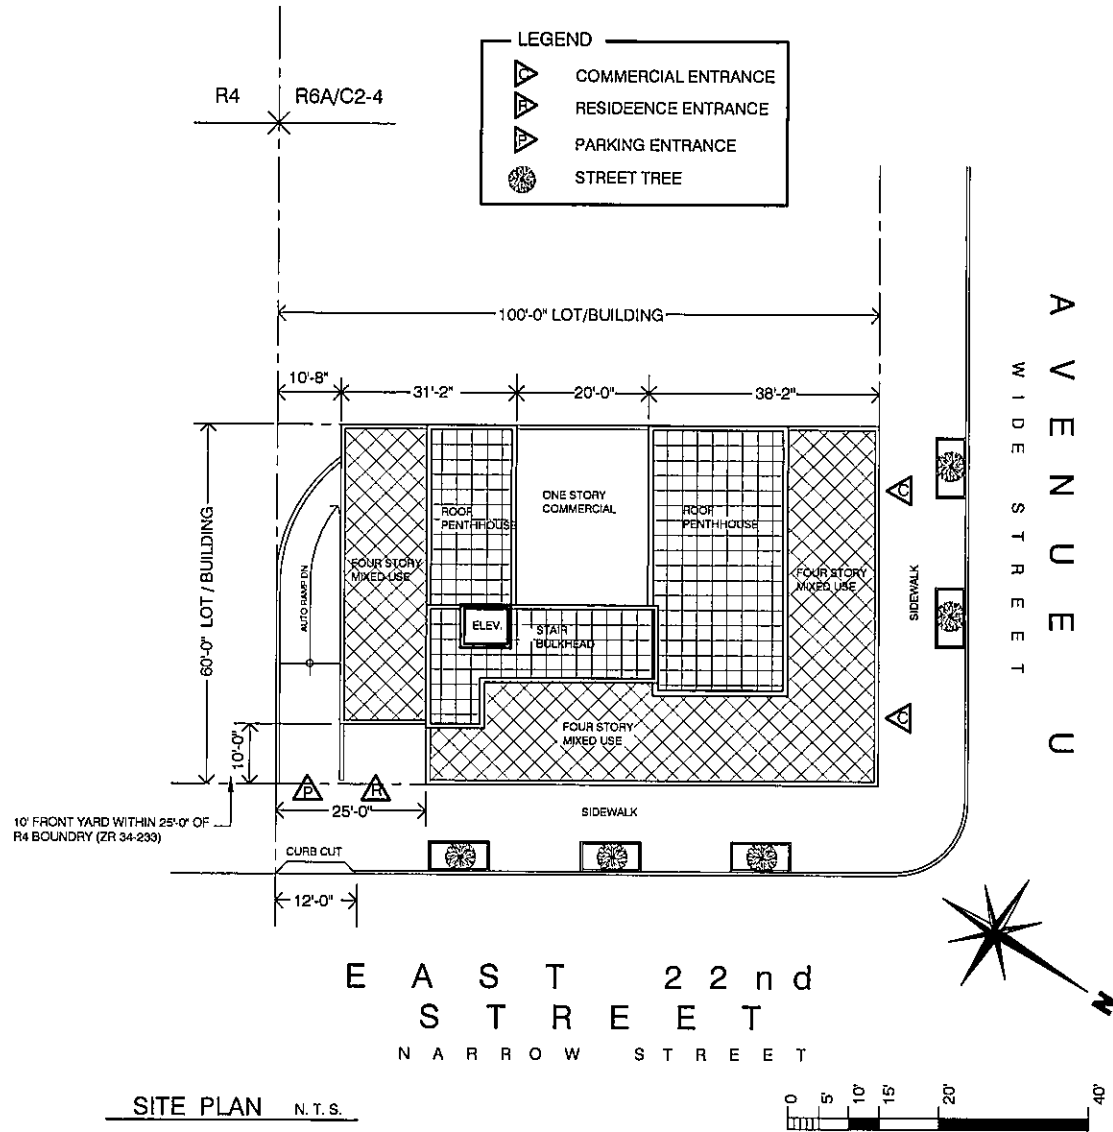 LEGEND
C COMMERCIAL ENTRANCE
R RESIDEENCE ENTRANCE
P PARKING ENTRANCE
STREET TREE
R4 R6A/C2-4
100'-0" LOT/BUILDING
10'-8" 31'-2" 20'-0" 38'-2"
AVENUE U
WIDE STREET
60'-0" LOT / BUILDING
AUTO RAMP DN
FOUR STORY
MIXED USE
ROOF
PENTHHOUSE
ONE STORY
COMMERCIAL
ROOF
PENTHHOUSE
FOUR STORY
MIXED USE
C
SIDEWALK
ELEV.
STAIR
BULKHEAD
FOUR STORY
MIXED USE
C
10'-0"
P R
25'-0"
10' FRONT YARD WITHIN 25'-0" OF
R4 BOUNDRY (ZR 34-233)
SIDEWALK
CURB CUT
12'-0"
EAST 22nd
STREET
NARROW STREET
N
SITE PLAN N.T.S.
0 5' 10' 15' 20' 40'